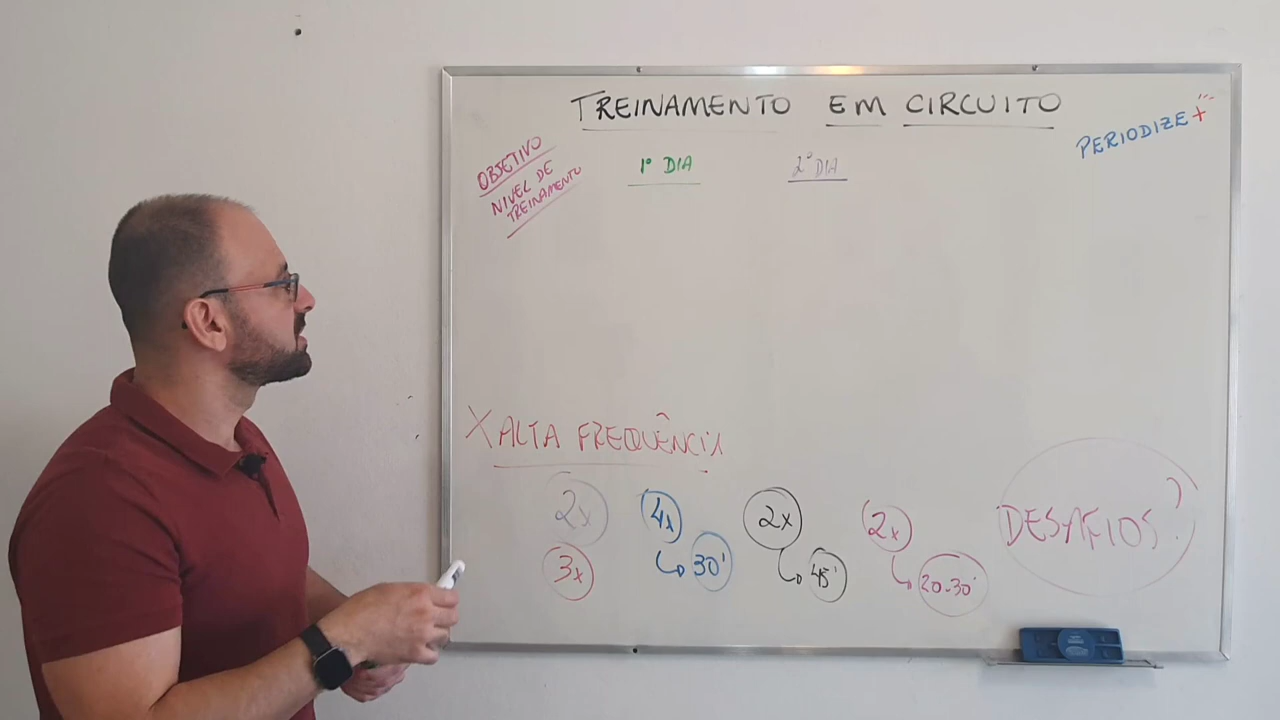 TREINAMENTO EM CIRCUITO
PERIODIZE+
OBJETIVO
NIVEL DE
TREINAMENTO
1º DIA
2º DIA
X ALTA FREQUÊNCIA
2x
4x
2x
2x
DESAFIOS?
3x
30'
45'
20-30'